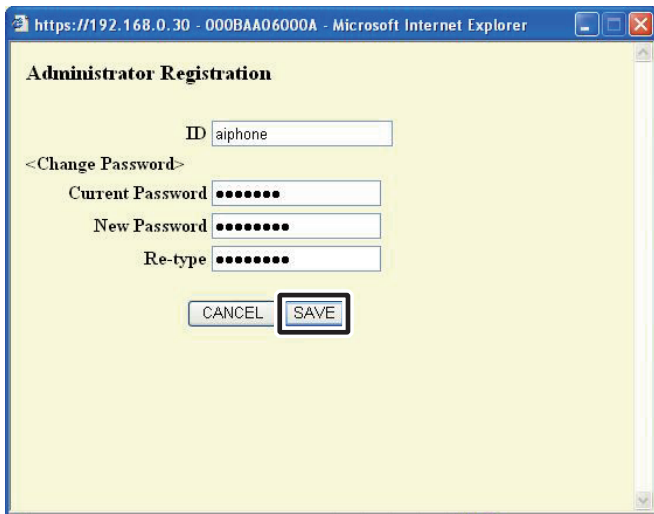 https://192.168.0.30 - 000BAA06000A - Microsoft Internet Explorer
Administrator Registration
ID aiphone
<Change Password>
Current Password ●●●●●●●
New Password ●●●●●●●●
Re-type ●●●●●●●●
CANCEL SAVE